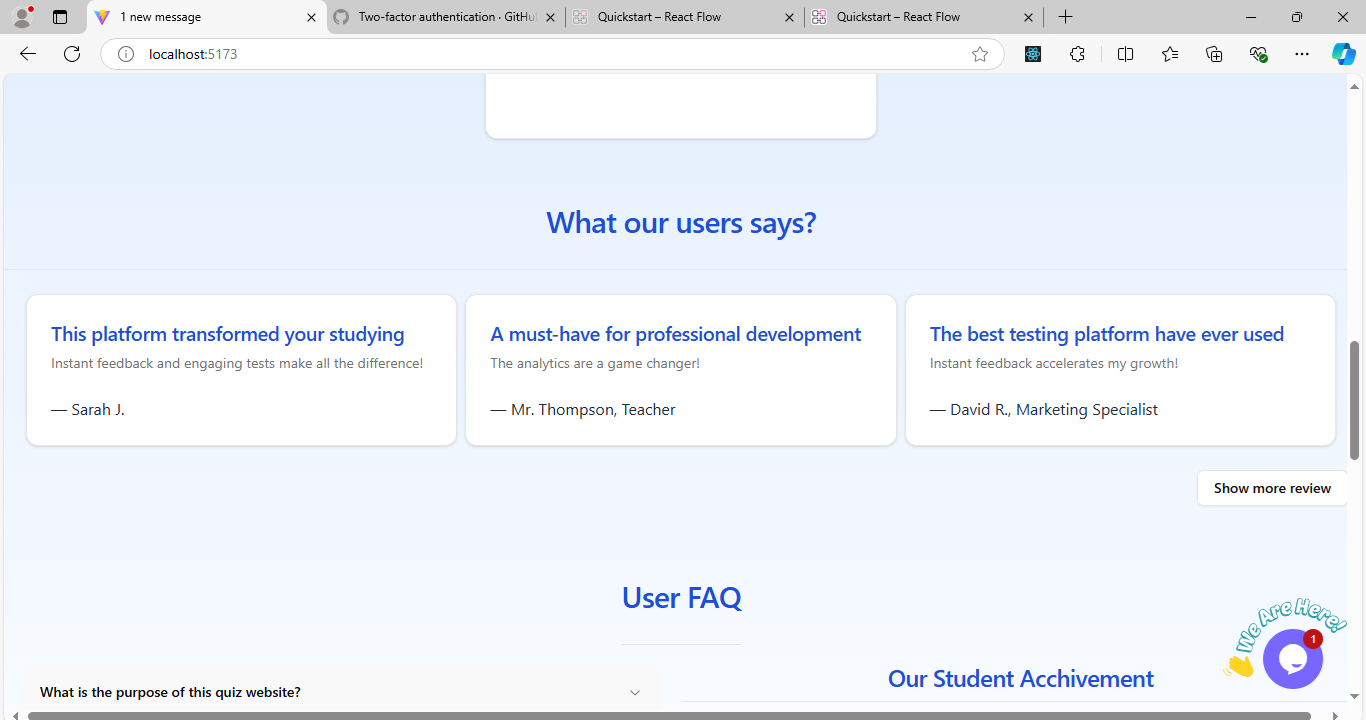 1 new message
Two-factor authentication · GitHu
Quickstart – React Flow
Quickstart – React Flow
localhost:5173
What our users says?
This platform transformed your studying
Instant feedback and engaging tests make all the difference!
— Sarah J.
A must-have for professional development
The analytics are a game changer!
— Mr. Thompson, Teacher
The best testing platform have ever used
Instant feedback accelerates my growth!
— David R., Marketing Specialist
Show more review
User FAQ
We Are Here!
1
Our Student Acchivement
What is the purpose of this quiz website?